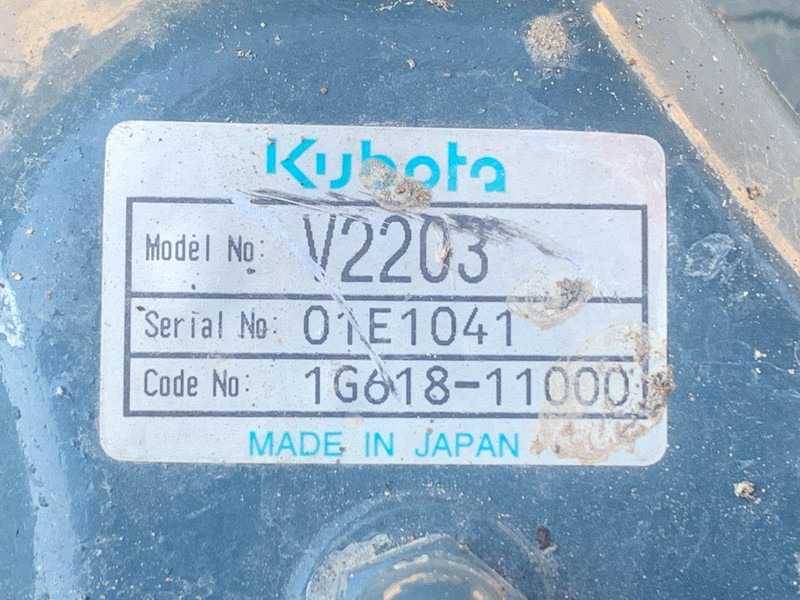 Kubota
Model No: V2203
Serial No: 01E1041
Code No: 1G618-11000
MADE IN JAPAN